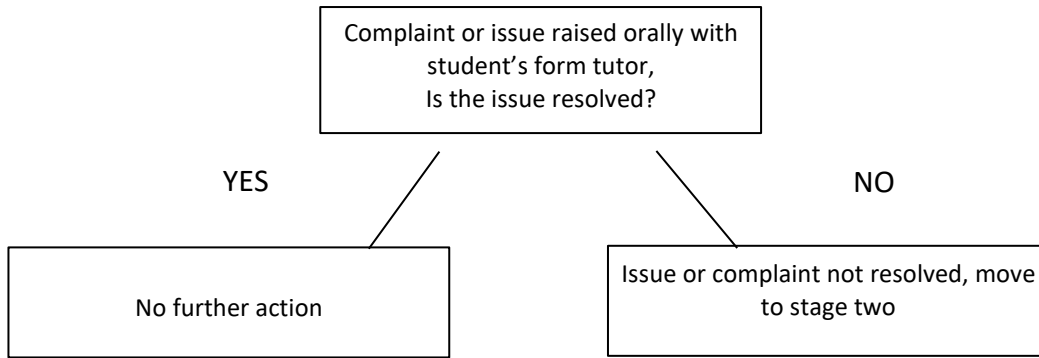 Complaint or issue raised orally with
student’s form tutor,
Is the issue resolved?
YES
NO
No further action
Issue or complaint not resolved, move
to stage two